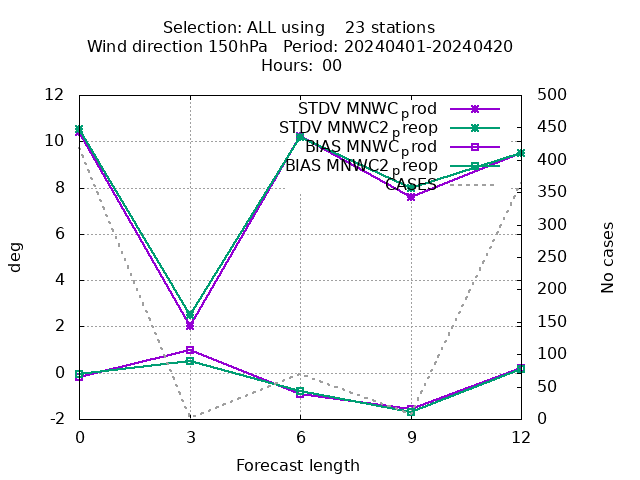 Selection: ALL using    23 stations
Wind direction 150hPa   Period: 20240401-20240420
Hours: 00
STDV MNWC_prod
STDV MNWC2_preop
BIAS MNWC_prod
BIAS MNWC2_preop
CASES
12
10
8
6
4
2
0
-2
deg
500
450
400
350
300
250
200
150
100
50
0
No cases
0 3 6 9 12
Forecast length